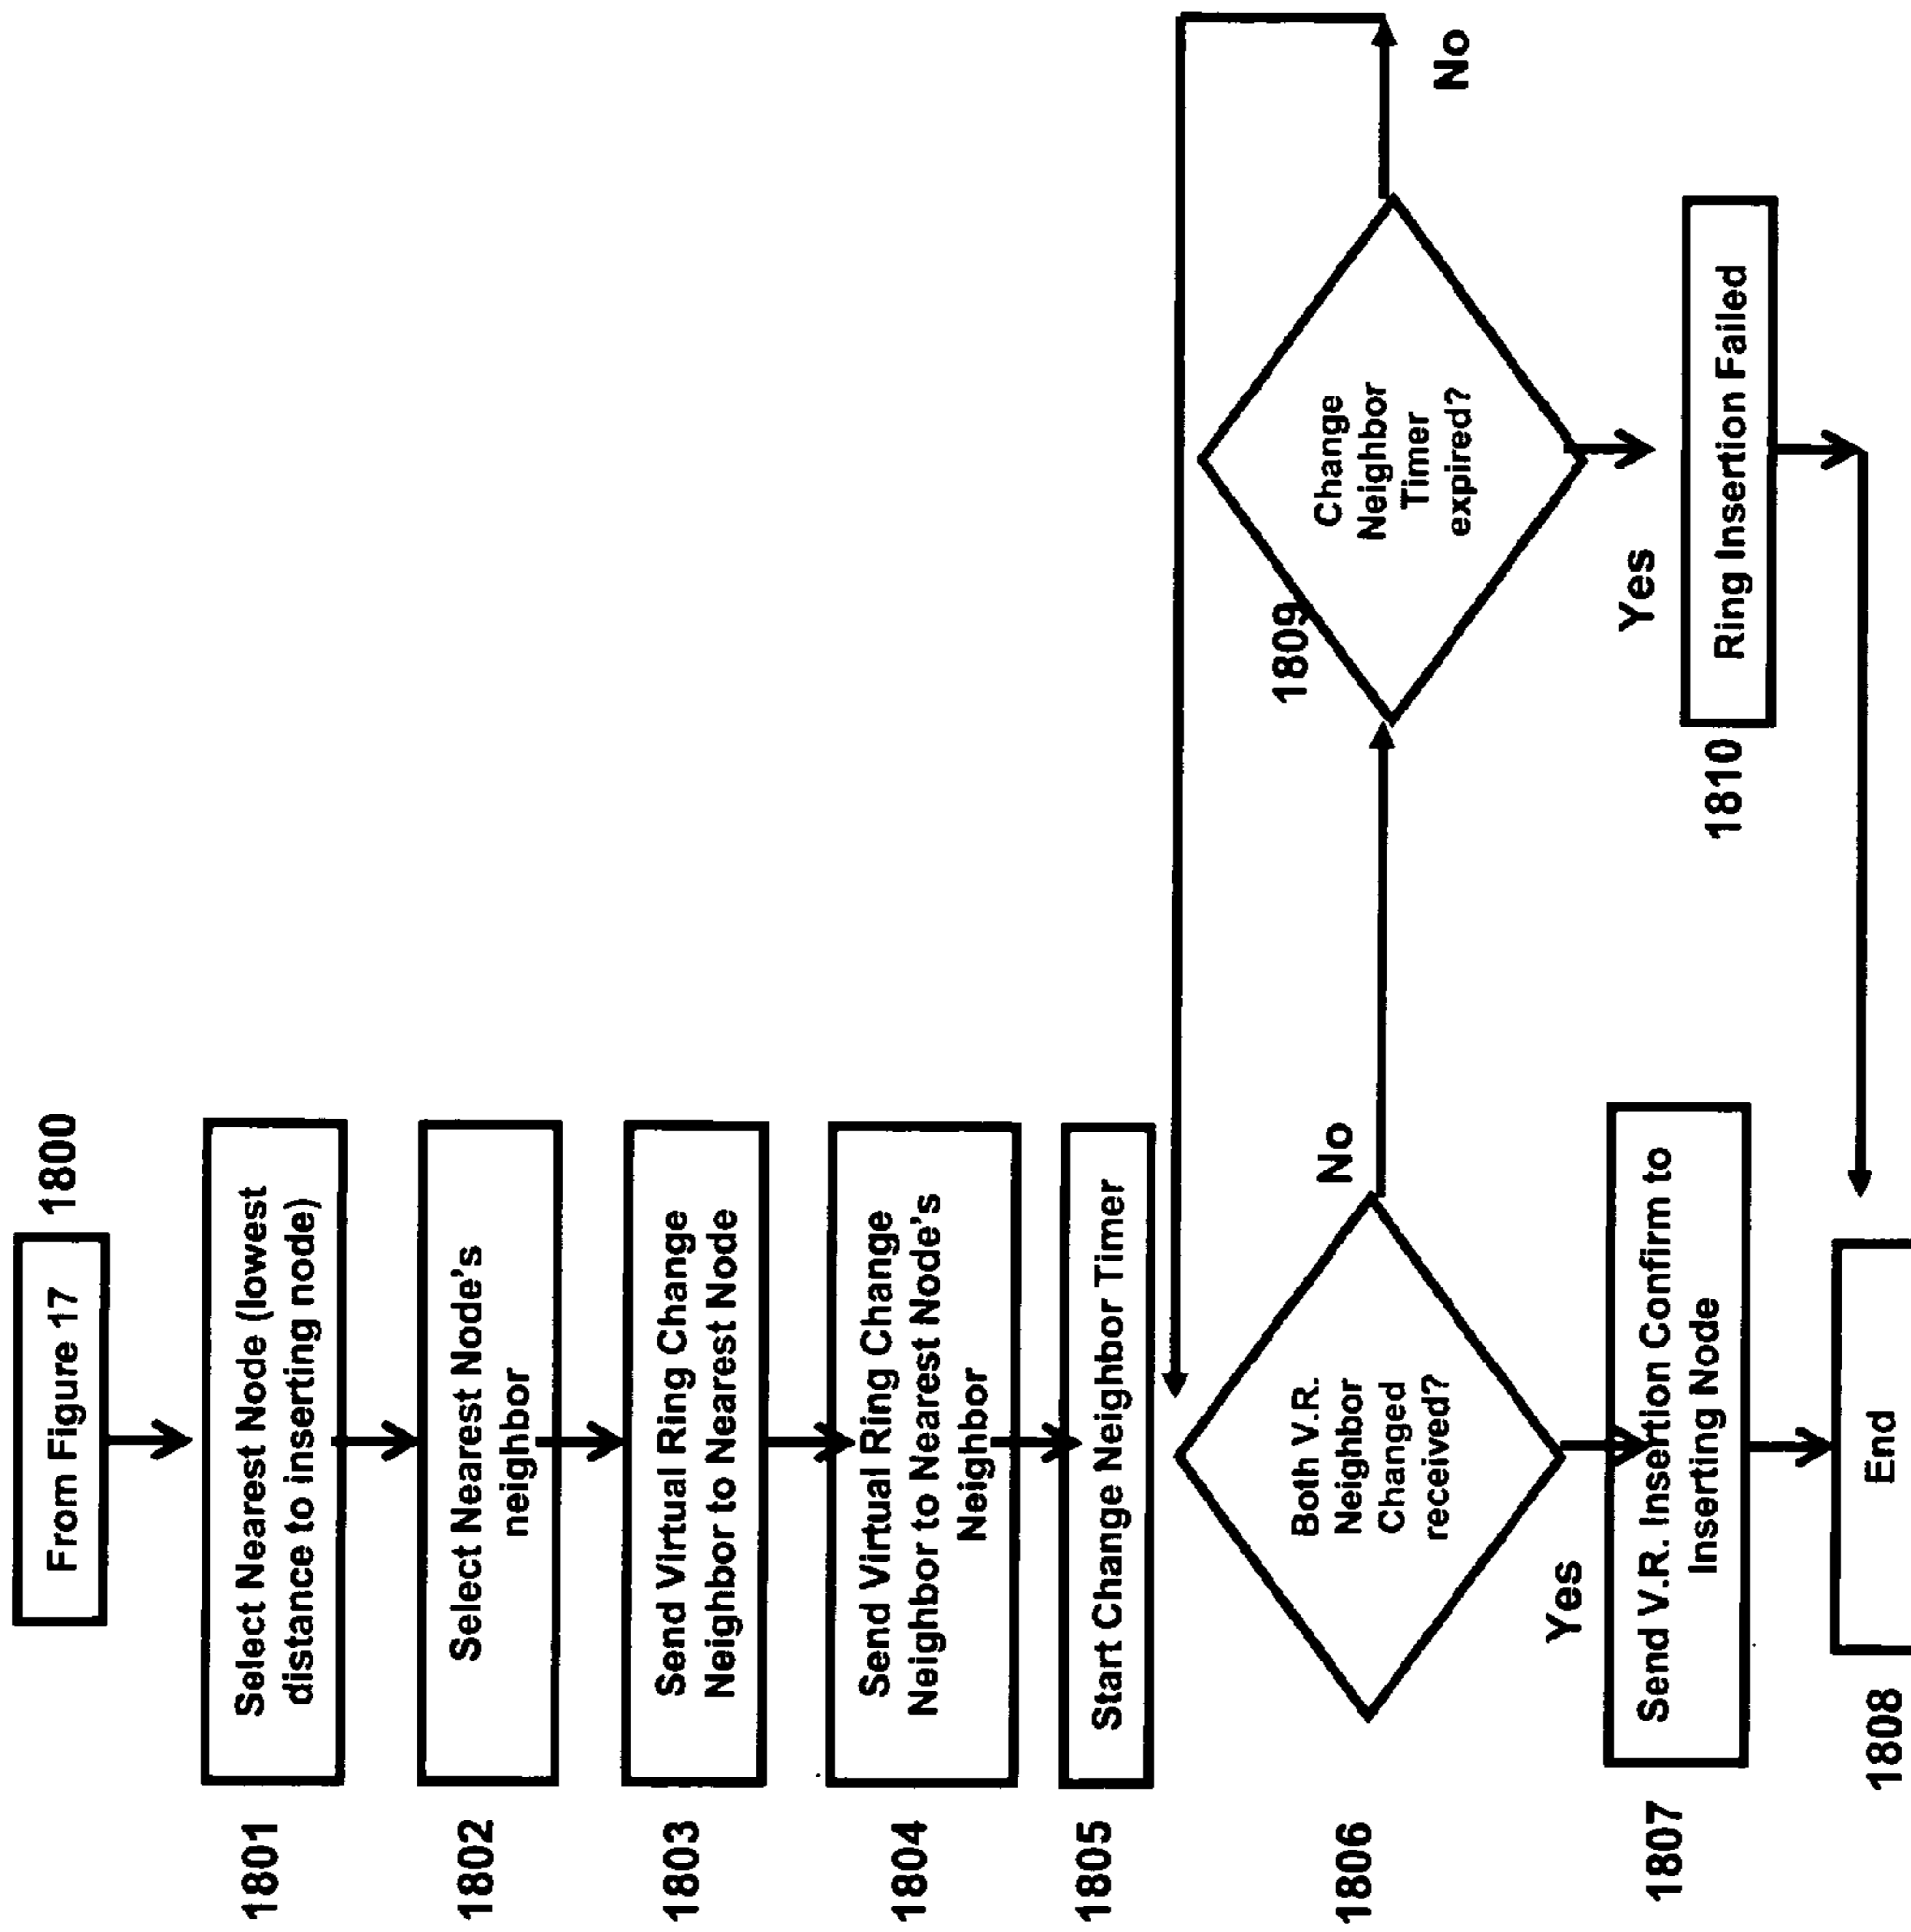 From Figure 17
1800
1801
Select Nearest Node (lowest
distance to inserting node)
1802
Select Nearest Node's
neighbor
1803
Send Virtual Ring Change
Neighbor to Nearest Node
1804
Send Virtual Ring Change
Neighbor to Nearest Node's
Neighbor
1805
Start Change Neighbor Timer
1806
Both V.R.
Neighbor
Changed
received?
No
Yes
1809
Change
Neighbor
Timer
expired?
No
Yes
1807
Send V.R. Insertion Confirm to
Inserting Node
1810
Ring Insertion Failed
1808
End